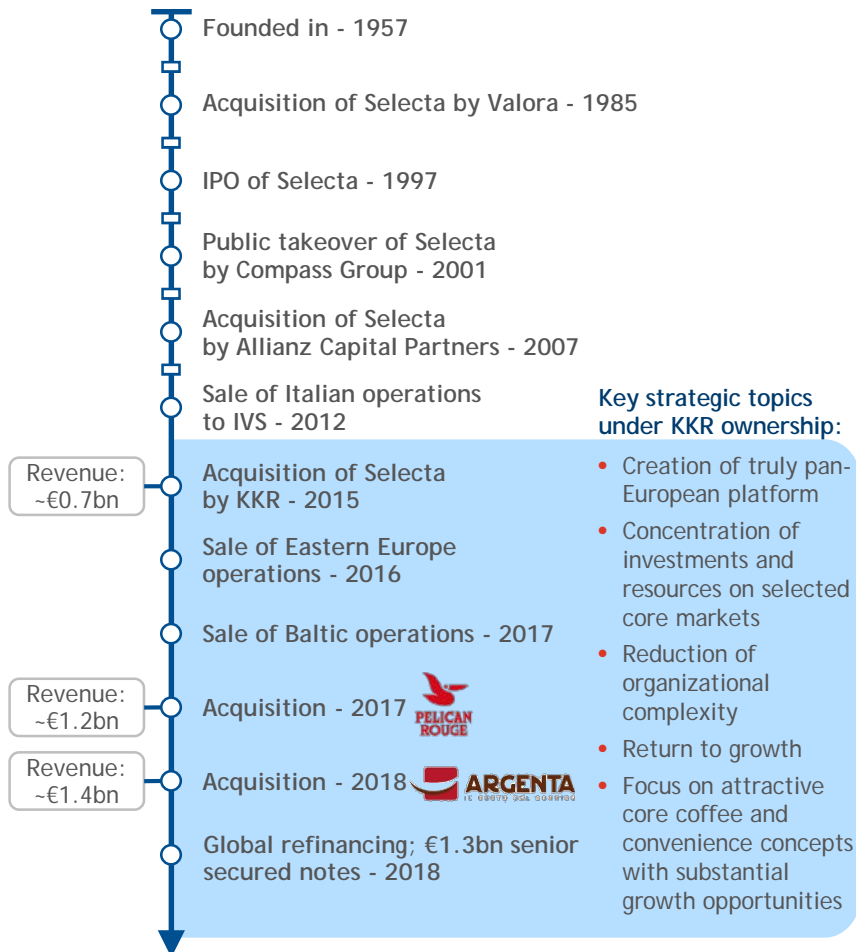 Founded in - 1957
Acquisition of Selecta by Valora - 1985
IPO of Selecta - 1997
Public takeover of Selecta
by Compass Group - 2001
Acquisition of Selecta
by Allianz Capital Partners - 2007
Sale of Italian operations
to IVS - 2012
Revenue:
~€0.7bn
Acquisition of Selecta
by KKR - 2015
Sale of Eastern Europe
operations - 2016
Sale of Baltic operations - 2017
Revenue:
~€1.2bn
Acquisition - 2017
PELICAN
ROUGE
Revenue:
~€1.4bn
Acquisition - 2018
ARGENTA
Global refinancing; €1.3bn senior
secured notes - 2018
Key strategic topics
under KKR ownership:
• Creation of truly pan-
European platform
• Concentration of
investments and
resources on selected
core markets
• Reduction of
organizational
complexity
• Return to growth
• Focus on attractive
core coffee and
convenience concepts
with substantial
growth opportunities